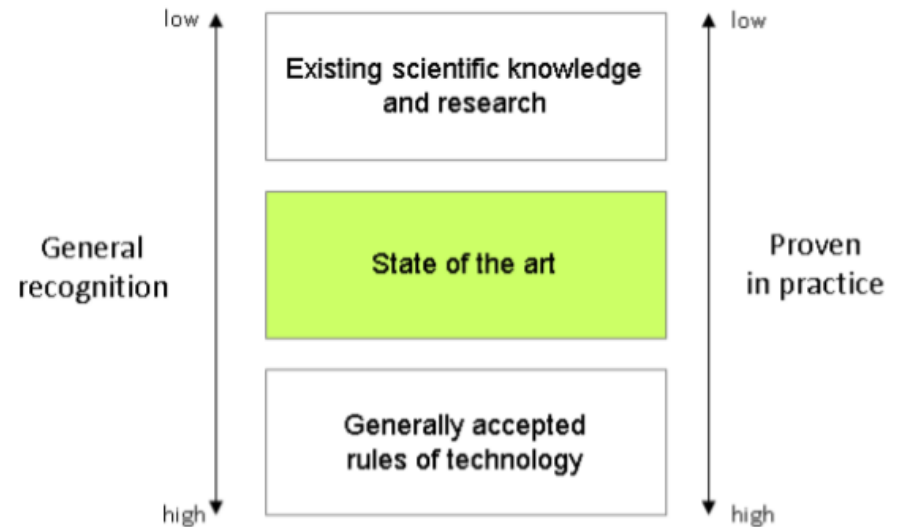 low
low
Existing scientific knowledge
and research
General
recognition
State of the art
Proven
in practice
Generally accepted
rules of technology
high
high